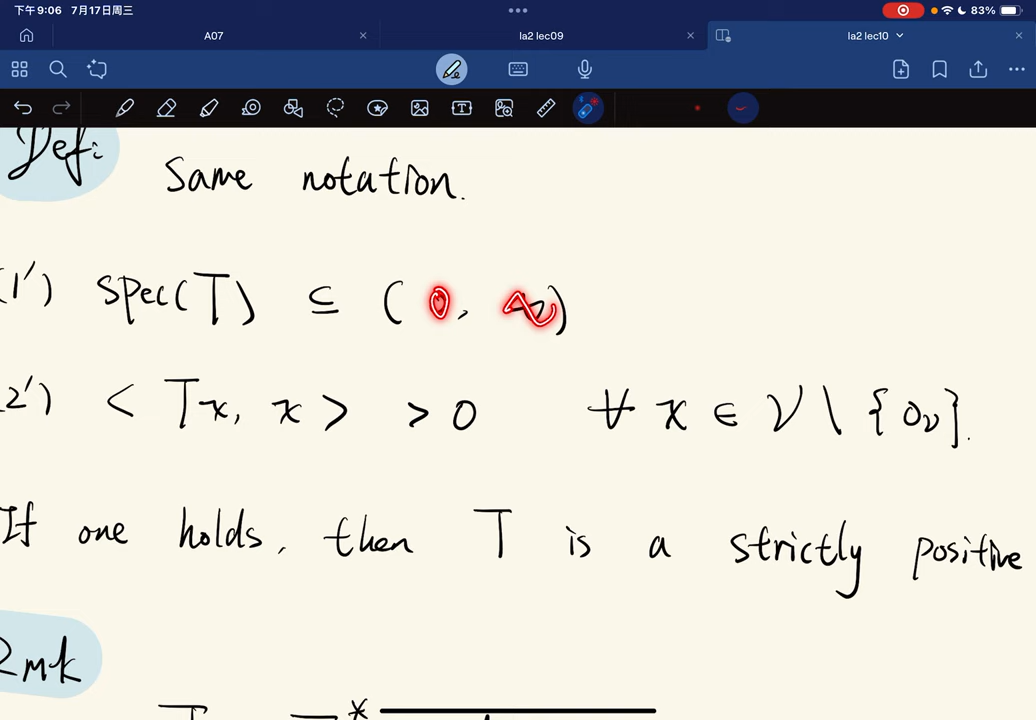 下午9:06 7月17日周三
83%
A07
la2 lec09
la2 lec10
Def:
Same notation.
(1') spec(T) ⊆ (0, ∞)
(2') < Tx, x > > 0 ∀ x ∈ V \ {0ᵥ}.
If one holds, then T is a strictly positive
Rmk